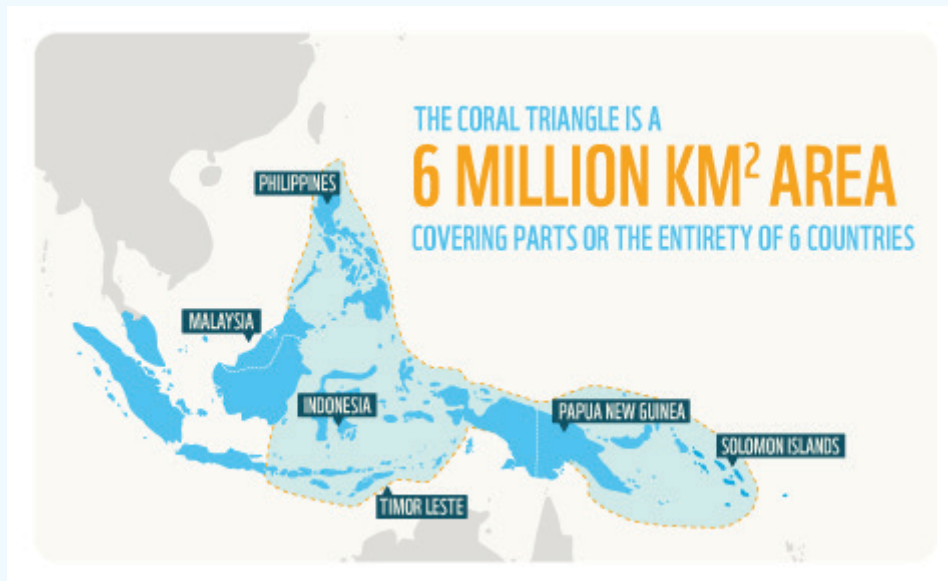 THE CORAL TRIANGLE IS A
6 MILLION KM² AREA
COVERING PARTS OR THE ENTIRETY OF 6 COUNTRIES
PHILIPPINES
MALAYSIA
INDONESIA
PAPUA NEW GUINEA
SOLOMON ISLANDS
TIMOR LESTE